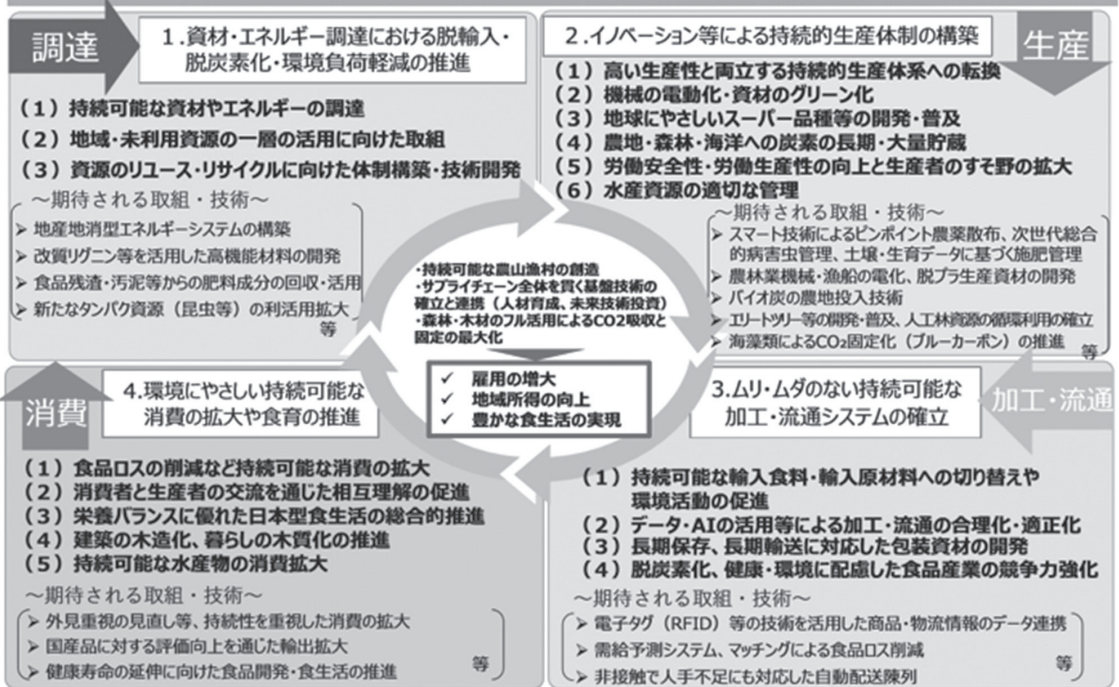 調達
1.資材・エネルギー調達における脱輸入・
脱炭素化・環境負荷軽減の推進
（1）持続可能な資材やエネルギーの調達
（2）地域・未利用資源の一層の活用に向けた取組
（3）資源のリユース・リサイクルに向けた体制構築・技術開発
～期待される取組・技術～
➢ 地産地消型エネルギーシステムの構築
➢ 改質リグニン等を活用した高機能材料の開発
➢ 食品残渣・汚泥等からの肥料成分の回収・活用
➢ 新たなタンパク資源（昆虫等）の利活用拡大
等
2.イノベーション等による持続的生産体制の構築
生産
（1）高い生産性と両立する持続的生産体系への転換
（2）機械の電動化・資材のグリーン化
（3）地球にやさしいスーパー品種等の開発・普及
（4）農地・森林・海洋への炭素の長期・大量貯蔵
（5）労働安全性・労働生産性の向上と生産者のすそ野の拡大
（6）水産資源の適切な管理
～期待される取組・技術～
➢ スマート技術によるピンポイント農薬散布、次世代総合
的病害虫管理、土壌・生育データに基づく施肥管理
➢ 農林業機械・漁船の電化、脱プラ生産資材の開発
➢ バイオ炭の農地投入技術
➢ エリートツリー等の開発・普及、人工林資源の循環利用の確立
➢ 海藻類によるCO₂固定化（ブルーカーボン）の推進
等
・持続可能な農山漁村の創造
・サプライチェーン全体を貫く基盤技術の
確立と連携（人材育成、未来技術投資）
・森林・木材のフル活用によるCO2吸収と
固定の最大化
✓ 雇用の増大
✓ 地域所得の向上
✓ 豊かな食生活の実現
3.ムリ・ムダのない持続可能な
加工・流通システムの確立
加工・流通
（1）持続可能な輸入食料・輸入原材料への切り替えや
環境活動の促進
（2）データ・AIの活用等による加工・流通の合理化・適正化
（3）長期保存、長期輸送に対応した包装資材の開発
（4）脱炭素化、健康・環境に配慮した食品産業の競争力強化
～期待される取組・技術～
➢ 電子タグ（RFID）等の技術を活用した商品・物流情報のデータ連携
➢ 需給予測システム、マッチングによる食品ロス削減
➢ 非接触で人手不足にも対応した自動配送陳列
等
消費
4.環境にやさしい持続可能な
消費の拡大や食育の推進
（1）食品ロスの削減など持続可能な消費の拡大
（2）消費者と生産者の交流を通じた相互理解の促進
（3）栄養バランスに優れた日本型食生活の総合的推進
（4）建築の木造化、暮らしの木質化の推進
（5）持続可能な水産物の消費拡大
～期待される取組・技術～
➢ 外見重視の見直し等、持続性を重視した消費の拡大
➢ 国産品に対する評価向上を通じた輸出拡大
➢ 健康寿命の延伸に向けた食品開発・食生活の推進
等